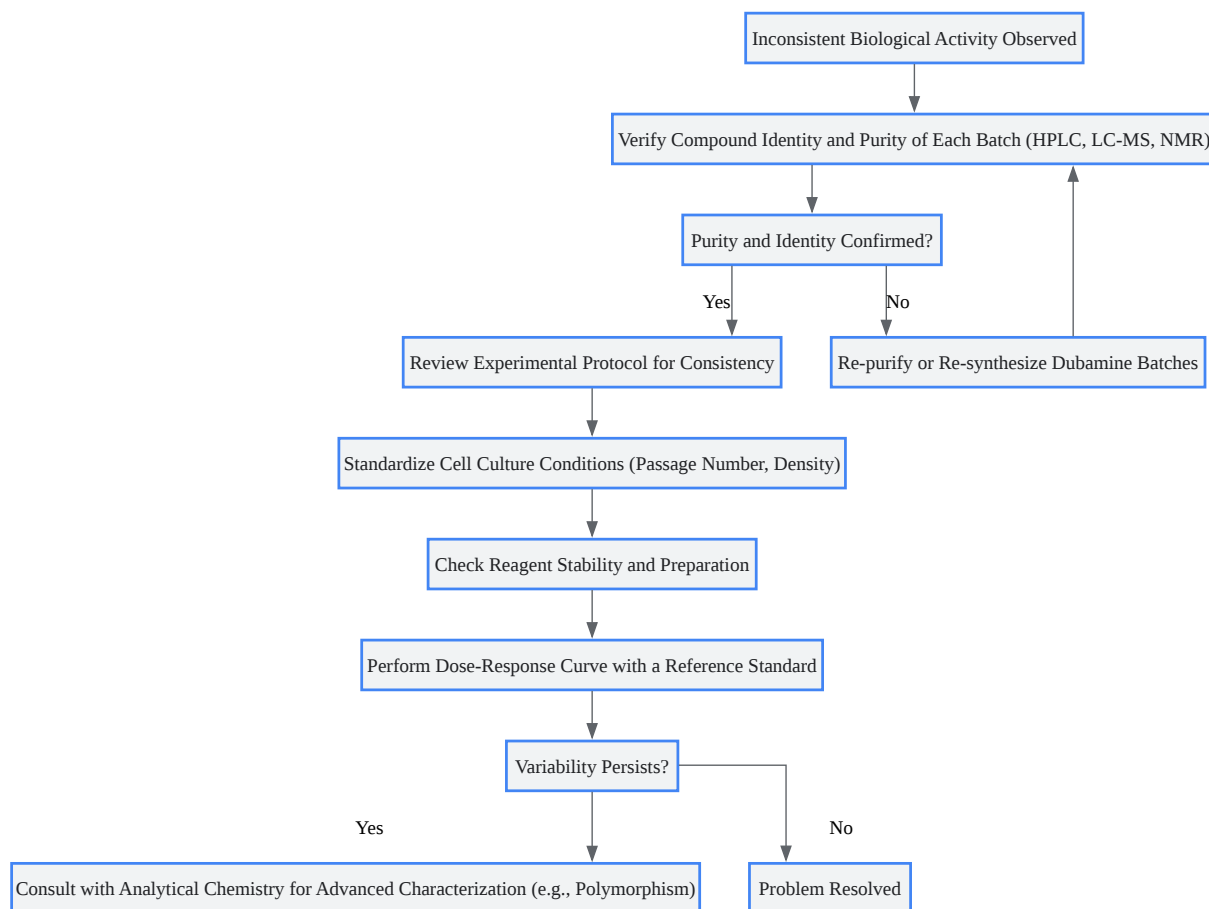 Inconsistent Biological Activity Observed
Verify Compound Identity and Purity of Each Batch (HPLC, LC-MS, NMR)
Purity and Identity Confirmed?
Yes
No
Review Experimental Protocol for Consistency
Re-purify or Re-synthesize Dubamine Batches
Standardize Cell Culture Conditions (Passage Number, Density)
Check Reagent Stability and Preparation
Perform Dose-Response Curve with a Reference Standard
Variability Persists?
Yes
No
Consult with Analytical Chemistry for Advanced Characterization (e.g., Polymorphism)
Problem Resolved